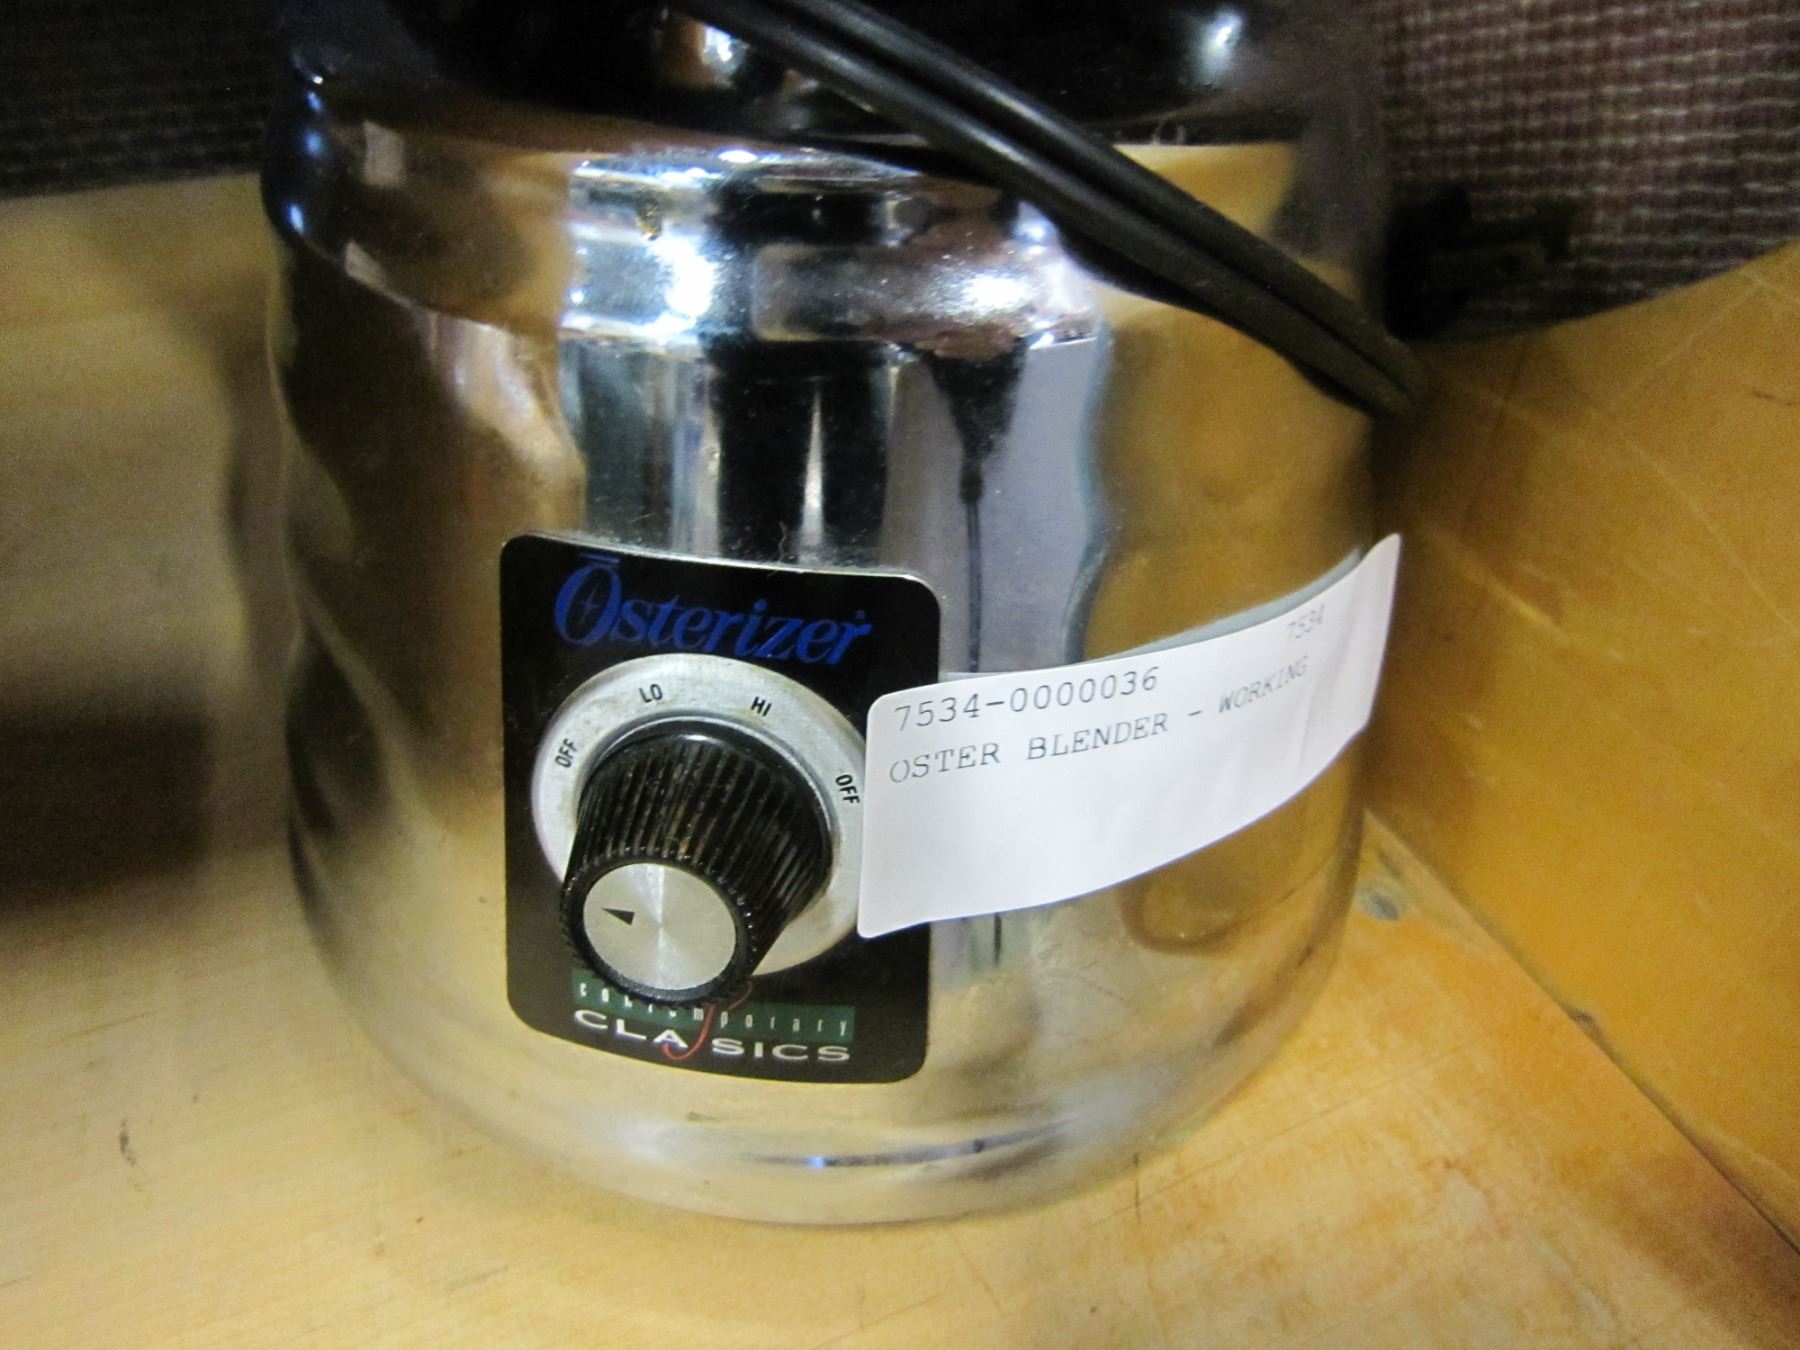 Osterizer
LO HI
OFF OFF
contemporary
CLASSICS
7534
7534-0000036
OSTER BLENDER - WORKING